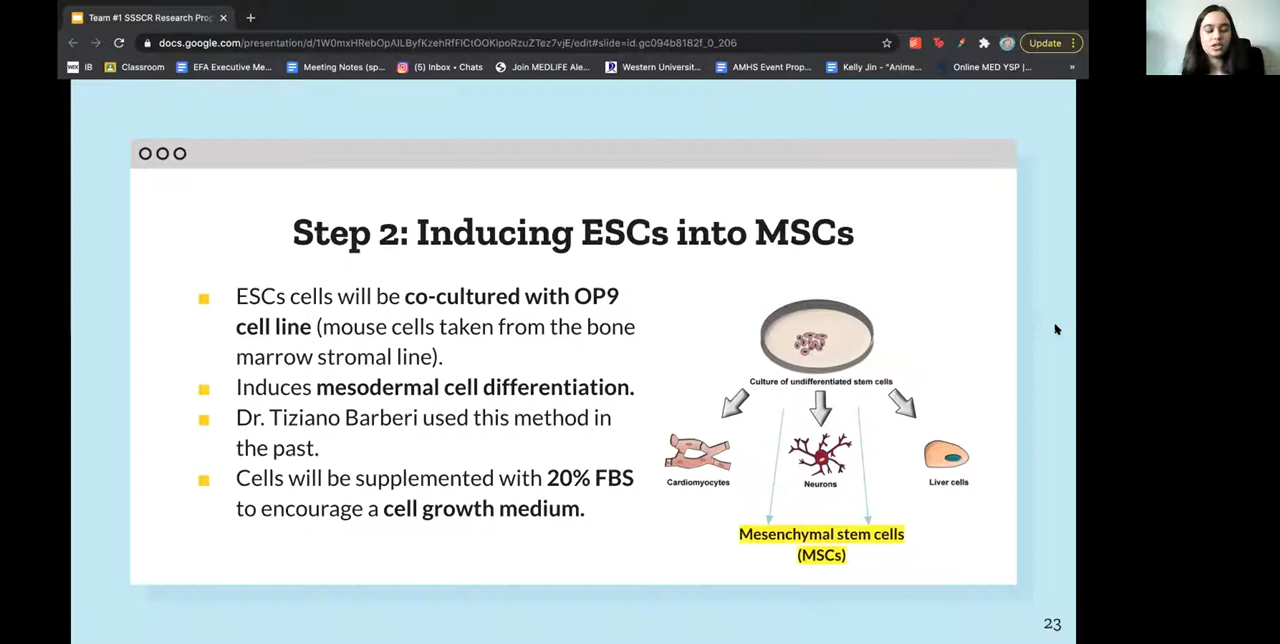 Team #1 SSSCR Research Prop
docs.google.com/presentation/d/1W0mxHRebOpAILByfKzehRfFlCtOOKlpoRzuZTez7vjE/edit#slide=id.gc094b8182f_0_206
Update
WIX IB Classroom EFA Executive Me... Meeting Notes (sp... (5) Inbox • Chats Join MEDLIFE Ale... Western Universit... AMHS Event Prop... Kelly Jin - "Anime... Online MED YSP |... »
Step 2: Inducing ESCs into MSCs
ESCs cells will be co-cultured with OP9
cell line (mouse cells taken from the bone
marrow stromal line).
Induces mesodermal cell differentiation.
Dr. Tiziano Barberi used this method in
the past.
Cells will be supplemented with 20% FBS
to encourage a cell growth medium.
Culture of undifferentiated stem cells
Cardiomyocytes
Neurons
Liver cells
Mesenchymal stem cells
(MSCs)
23